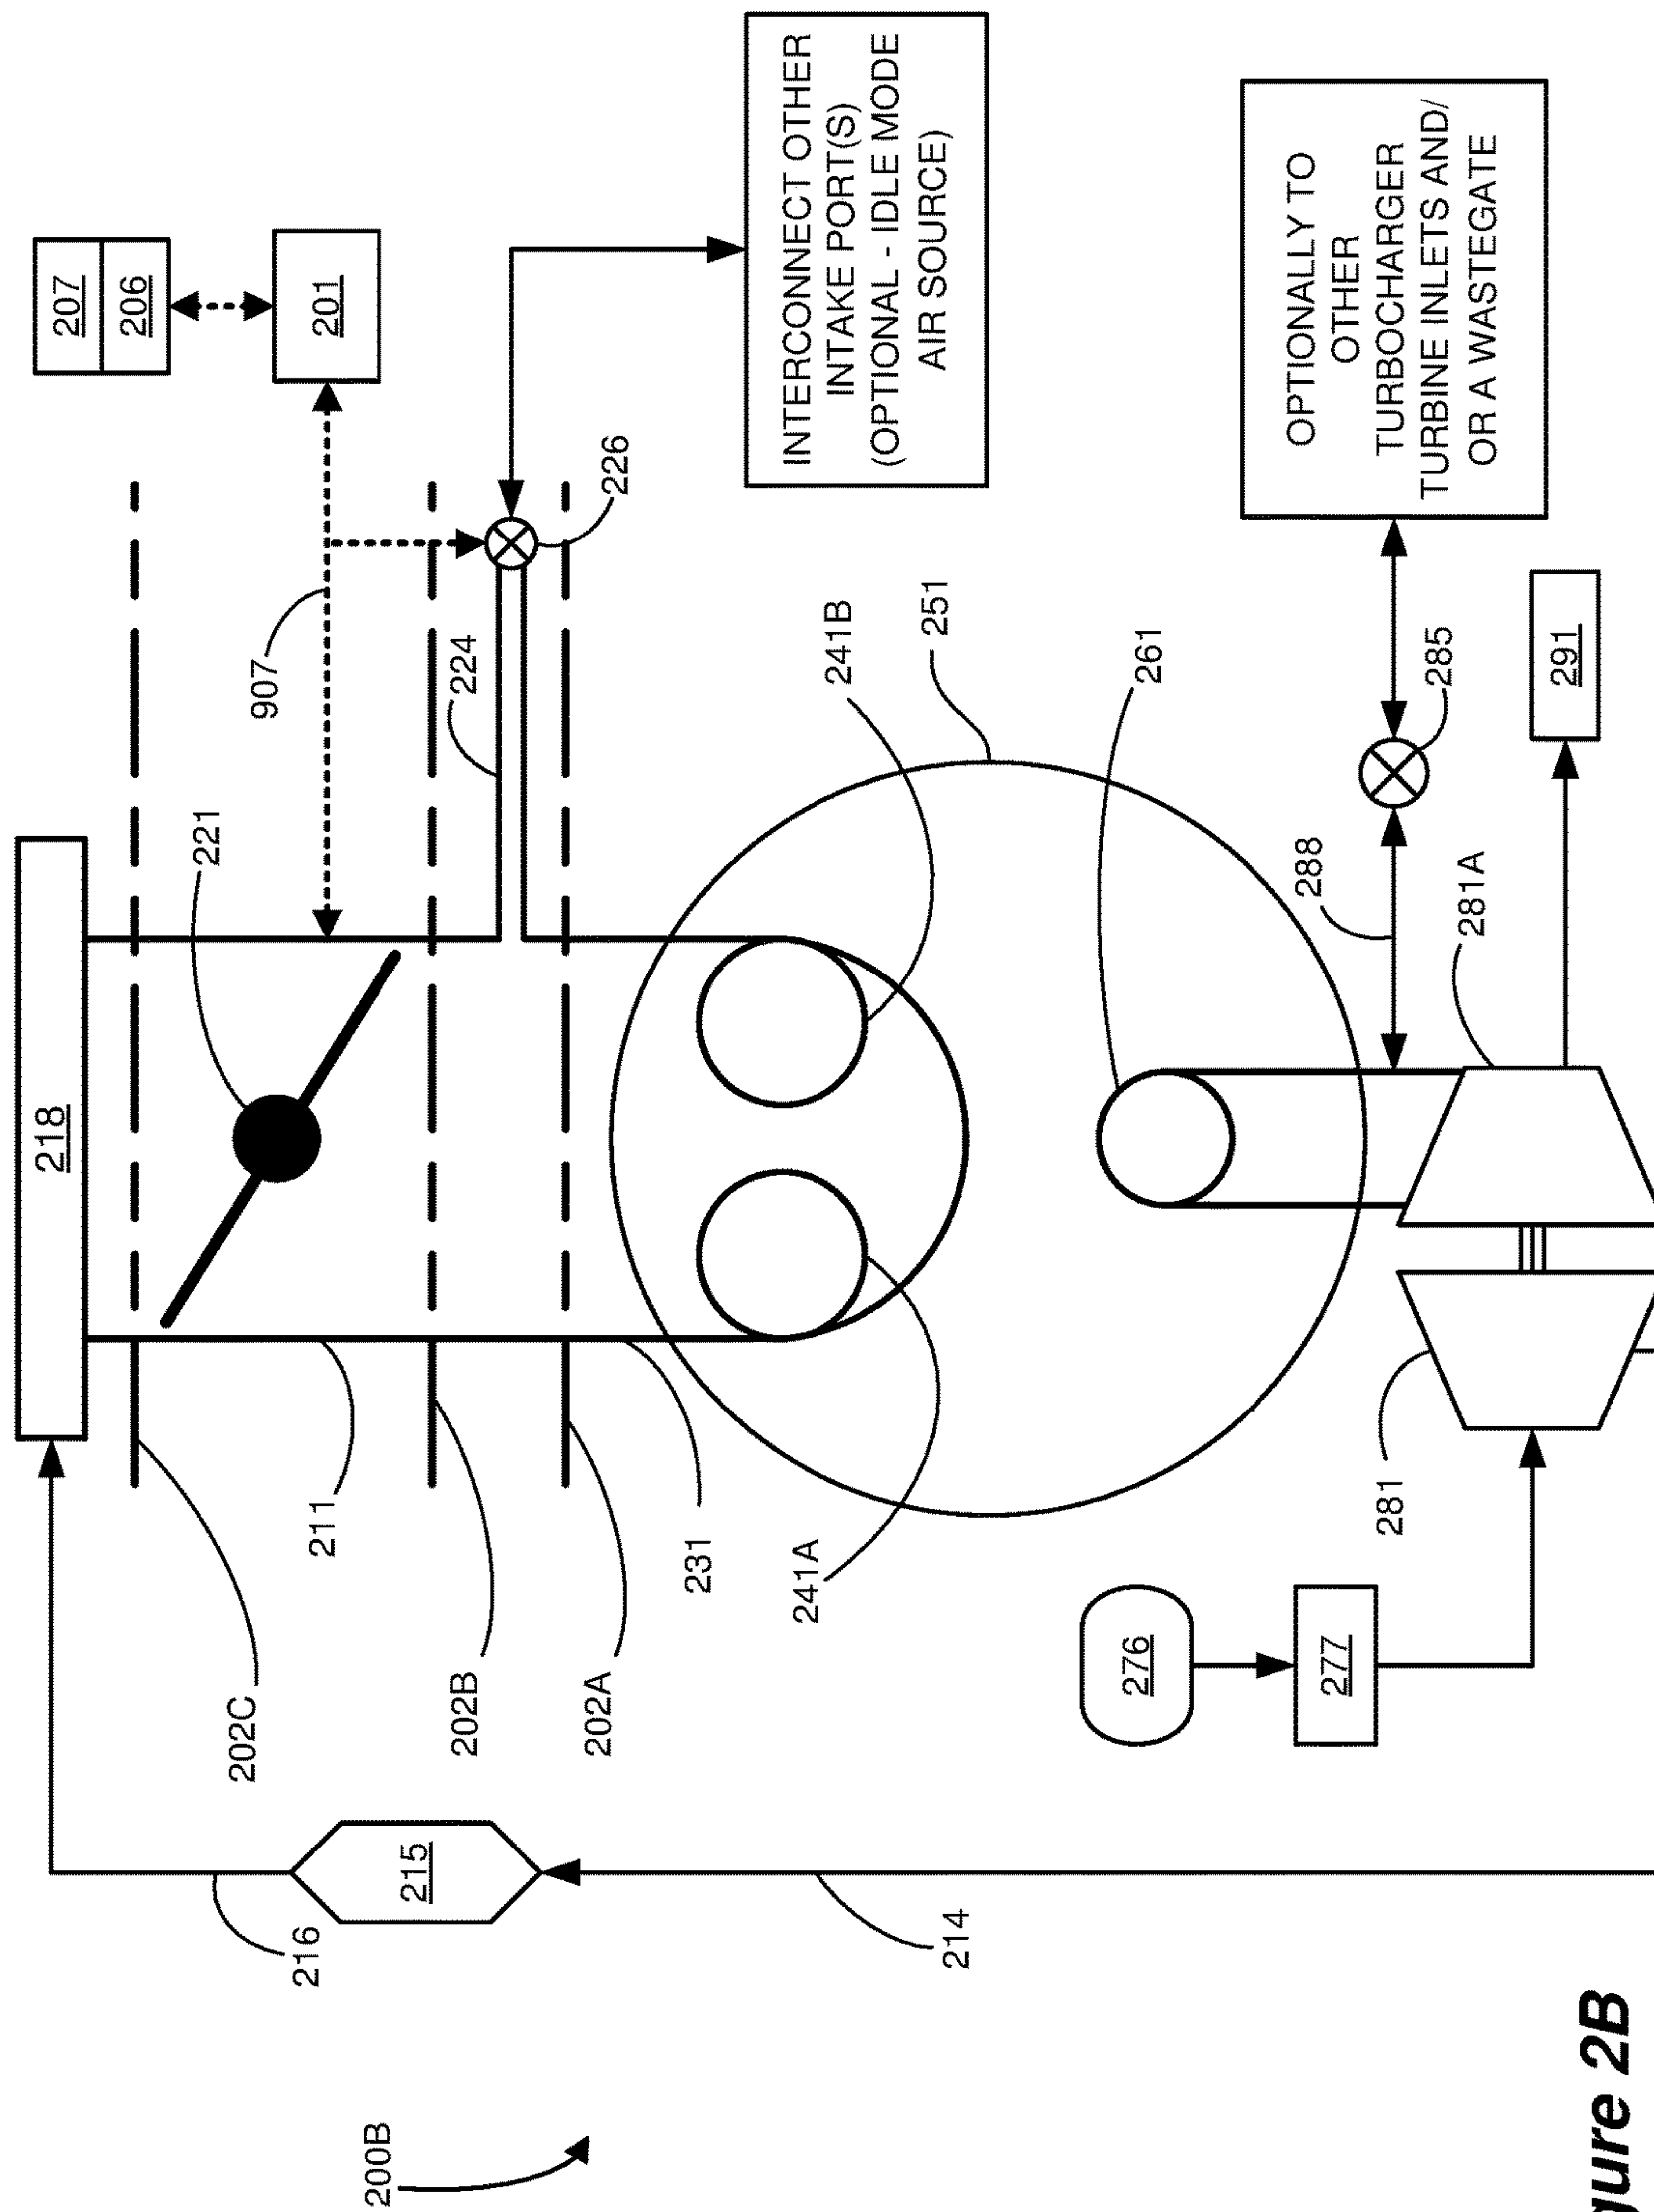 218
207
206
221
202C
907
216
211
201
200B
215
202B
224
202A
226
231
241A
241B
INTERCONNECT OTHER
INTAKE PORT(S)
(OPTIONAL - IDLE MODE
AIR SOURCE)
251
214
276
261
288
277
OPTIONALLY TO
OTHER
TURBOCHARGER
TURBINE INLETS AND/
OR A WASTEGATE
281
285
281A
291
gure 2B